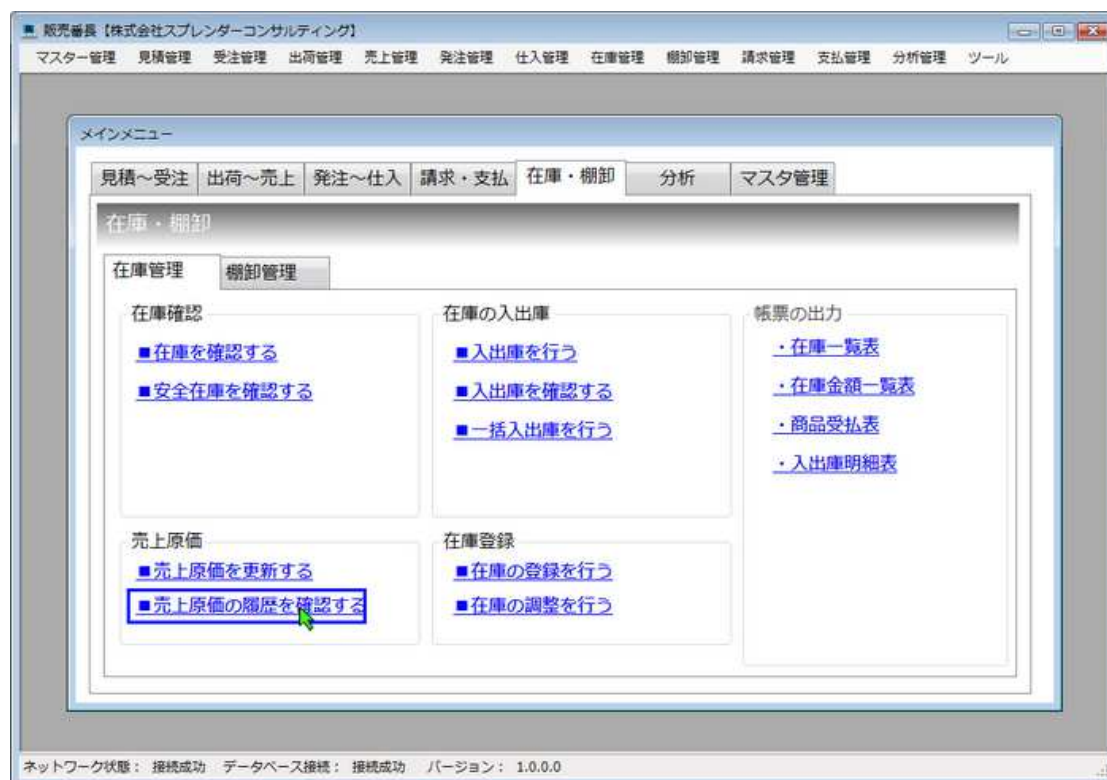 販売番長【株式会社スプレンダーコンサルティング】
マスター管理 見積管理 受注管理 出荷管理 売上管理 発注管理 仕入管理 在庫管理 棚卸管理 請求管理 支払管理 分析管理 ツール
メインメニュー
見積～受注 出荷～売上 発注～仕入 請求・支払 在庫・棚卸 分析 マスタ管理
在庫・棚卸
在庫管理 棚卸管理
在庫確認
■在庫を確認する
■安全在庫を確認する
在庫の入出庫
■入出庫を行う
■入出庫を確認する
■一括入出庫を行う
帳票の出力
・在庫一覧表
・在庫金額一覧表
・商品受払表
・入出庫明細表
売上原価
■売上原価を更新する
■売上原価の履歴を確認する
在庫登録
■在庫の登録を行う
■在庫の調整を行う
ネットワーク状態： 接続成功 データベース接続： 接続成功 バージョン： 1.0.0.0